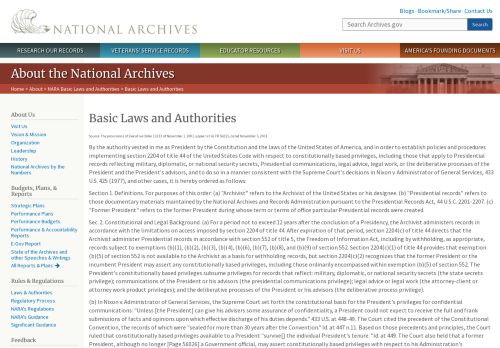 Blogs · Bookmark/Share · Contact Us
NATIONAL ARCHIVES
Search Archives.gov
Search
RESEARCH OUR RECORDS
VETERANS' SERVICE RECORDS
EDUCATOR RESOURCES
VISIT US
AMERICA'S FOUNDING DOCUMENTS
About the National Archives
Home > About > NARA Basic Laws and Authorities > Basic Laws and Authorities
About Us
Visit Us
Vision & Mission
Organization
Leadership
History
National Archives by the
Numbers
Budgets, Plans, &
Reports
Strategic Plans
Performance Plans
Performance Budgets
Performance & Accountability
Reports
E-Gov Report
State of the Archives and
other Speeches & Writings
All Reports & Plans
Rules & Regulations
Laws & Authorities
Regulatory Process
NARA's Regulations
NARA's Guidance
Significant Guidance
Feedback
Basic Laws and Authorities
Source: The provisions of Executive Order 13233 of November 1, 2001, appear at 66 FR 56025,
By the authority vested in me as President by the Constitution and the laws of the United States of America, and in order to establish policies and procedures
implementing section 2204 of title 44 of the United States Code with respect to constitutionally based privileges, including those that apply to Presidential
records reflecting military, diplomatic, or national security secrets, Presidential communications, legal advice, legal work, or the deliberative processes of the
President and the President's advisors, and to do so in a manner consistent with the Supreme Court's decisions in Nixon v. Administrator of General Services, 433
U.S. 425 (1977), and other cases, it is hereby ordered as follows:
Section 1. Definitions. For purposes of this order: (a) "Archivist" refers to the Archivist of the United States or his designee. (b) "Presidential records" refers to
those documentary materials maintained by the National Archives and Records Administration pursuant to the Presidential Records Act, 44 U.S.C. 2201-2207. (c)
"Former President" refers to the former President during whose term or terms of office particular Presidential records were created.
Sec. 2. Constitutional and Legal Background. (a) For a period not to exceed 12 years after the conclusion of a Presidency, the Archivist administers records in
accordance with the limitations on access imposed by section 2204 of title 44. After expiration of that period, section 2204(c) of title 44 directs that the
Archivist administer Presidential records in accordance with section 552 of title 5, the Freedom of Information Act, including by withholding, as appropriate,
records subject to exemptions (b)(1), (b)(2), (b)(3), (b)(4), (b)(6), (b)(7), (b)(8), and (b)(9) of section 552. Section 2204(c)(1) of title 44 provides that exemption
(b)(5) of section 552 is not available to the Archivist as a basis for withholding records, but section 2204(c)(2) recognizes that the former President or the
incumbent President may assert any constitutionally based privileges, including those ordinarily encompassed within exemption (b)(5) of section 552. The
President's constitutionally based privileges subsume privileges for records that reflect: military, diplomatic, or national security secrets (the state secrets
privilege); communications of the President or his advisors (the presidential communications privilege); legal advice or legal work (the attorney-client or
attorney work product privileges); and the deliberative processes of the President or his advisors (the deliberative process privilege).
(b) In Nixon v. Administrator of General Services, the Supreme Court set forth the constitutional basis for the President's privileges for confidential
communications: "Unless [the President] can give his advisors some assurance of confidentiality, a President could not expect to receive the full and frank
submissions of facts and opinions upon which effective discharge of his duties depends." 433 U.S. at 448-49. The Court cited the precedent of the Constitutional
Convention, the records of which were "sealed for more than 30 years after the Convention" Id. at 447 n.11. Based on those precedents and principles, the Court
ruled that constitutionally based privileges available to a President "survive[] the individual President's tenure." Id. at 449. The Court also held that a former
President, although no longer [Page 56026] a Government official, may assert constitutionally based privileges with respect to his Administration's